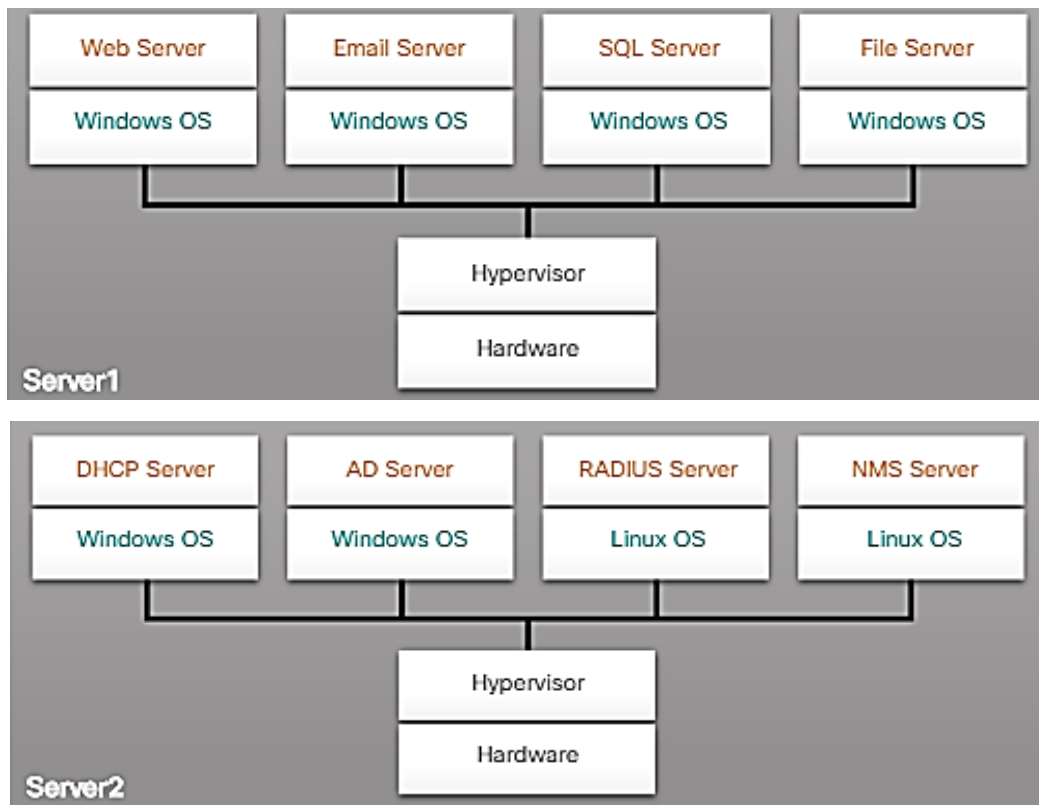 Web Server Email Server SQL Server File Server
Windows OS Windows OS Windows OS Windows OS
Hypervisor
Hardware
Server1
DHCP Server AD Server RADIUS Server NMS Server
Windows OS Windows OS Linux OS Linux OS
Hypervisor
Hardware
Server2